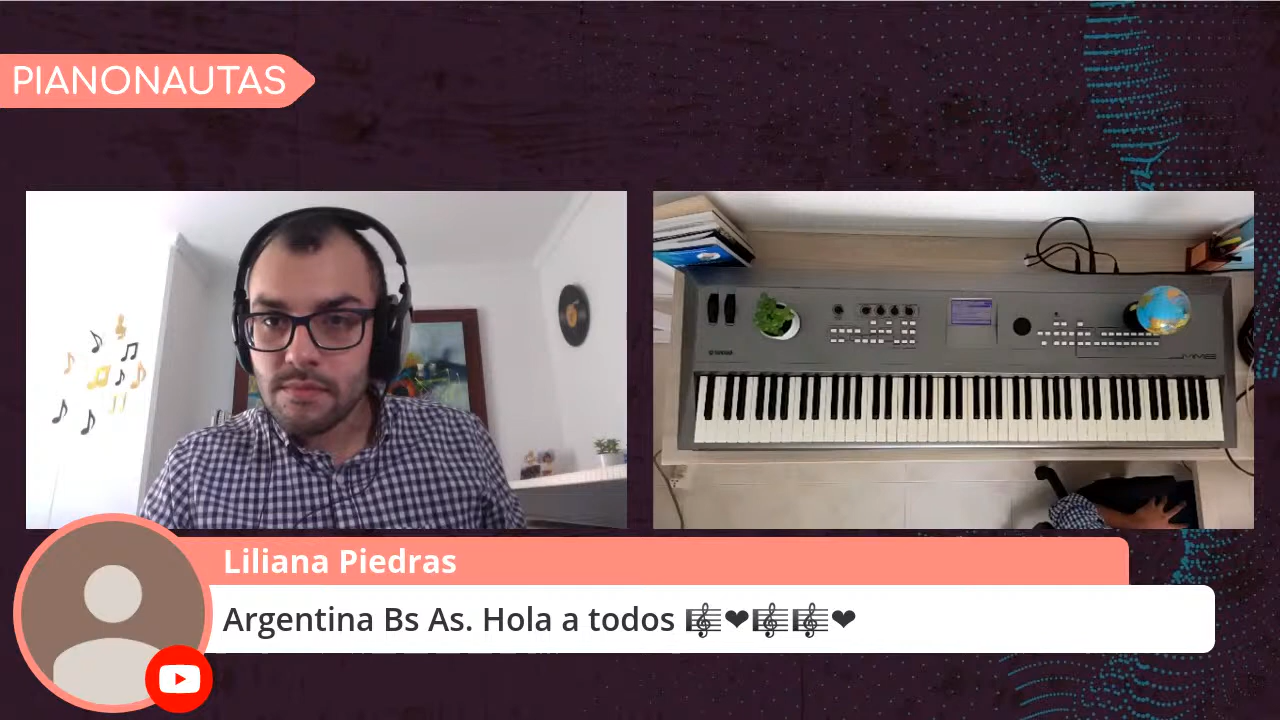 PIANONAUTAS
YAMAHA
Liliana Piedras
Argentina Bs As. Hola a todos 🎼❤🎼🎼❤